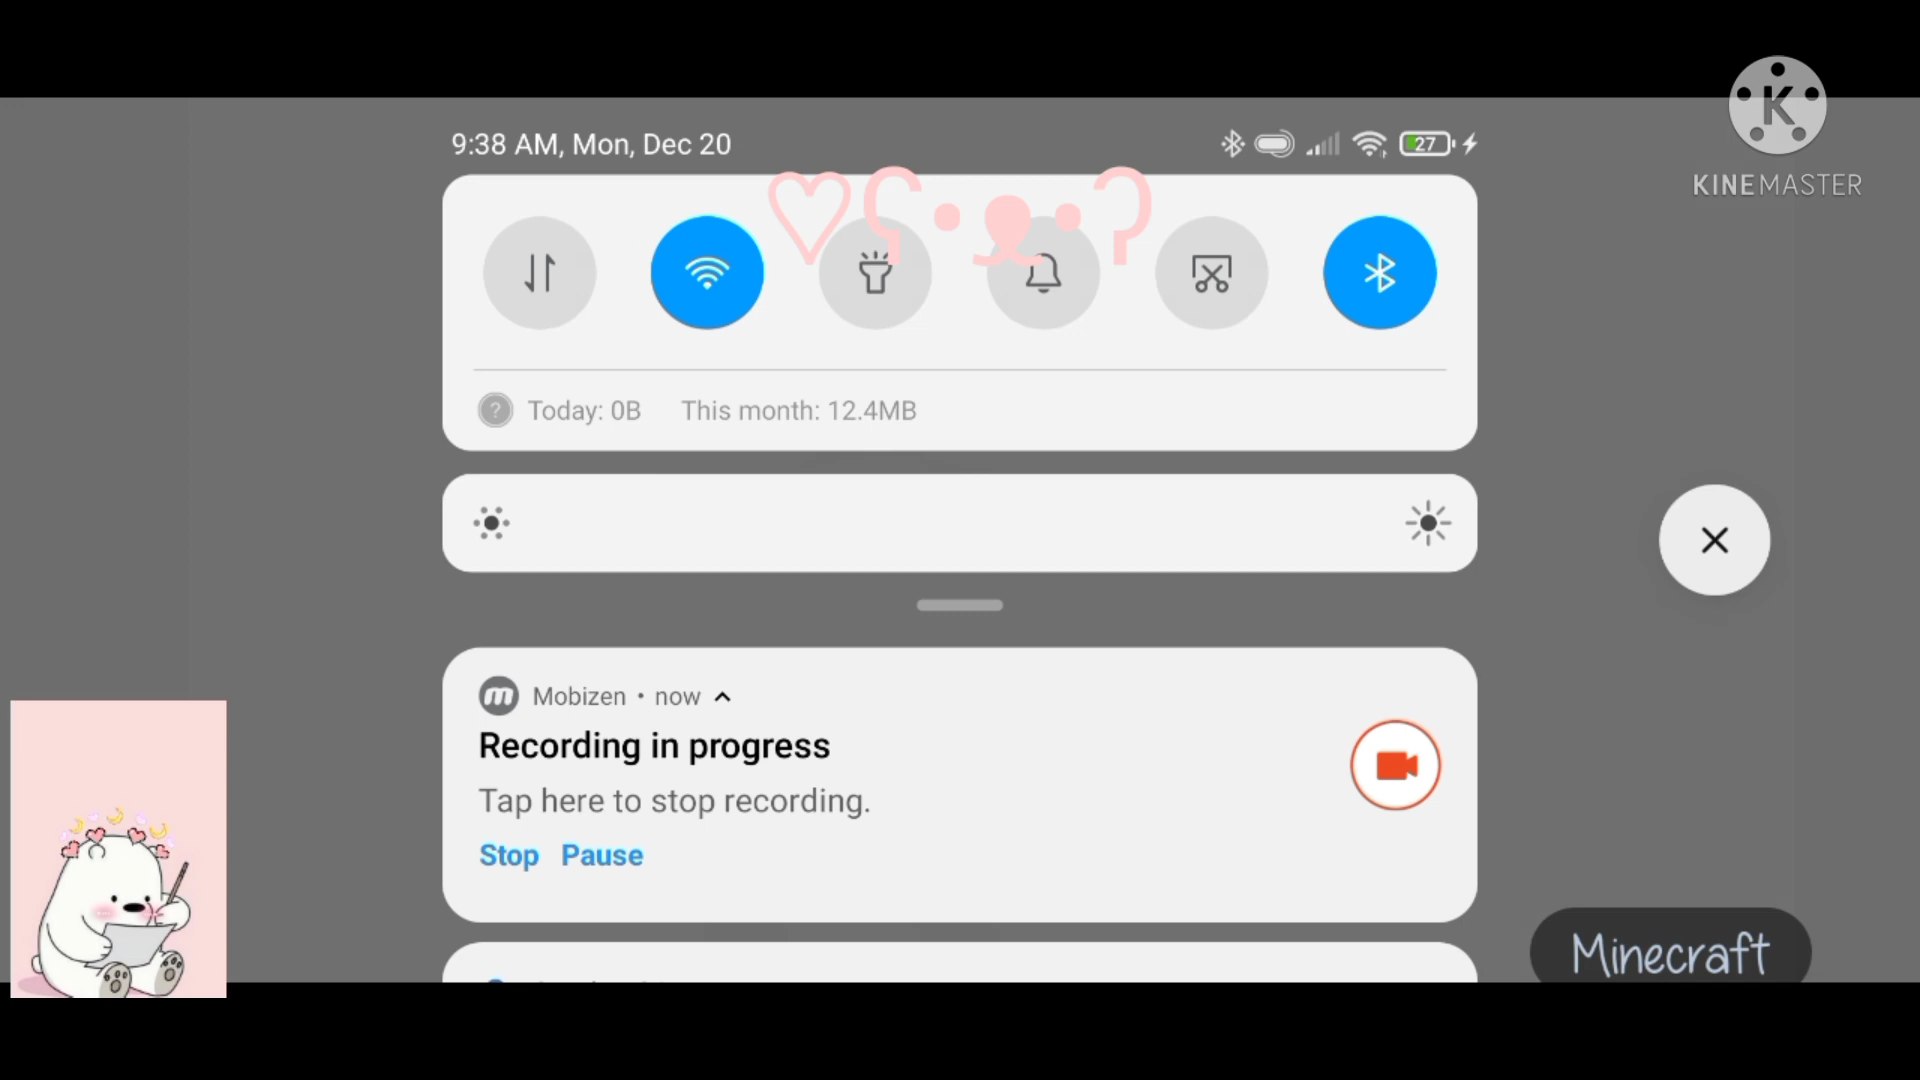 9:38 AM, Mon, Dec 20
27
K
KINEMASTER
♡ʕ•ᴥ•ʔ
? Today: 0B This month: 12.4MB
m Mobizen • now
Recording in progress
Tap here to stop recording.
Stop Pause
Minecraft